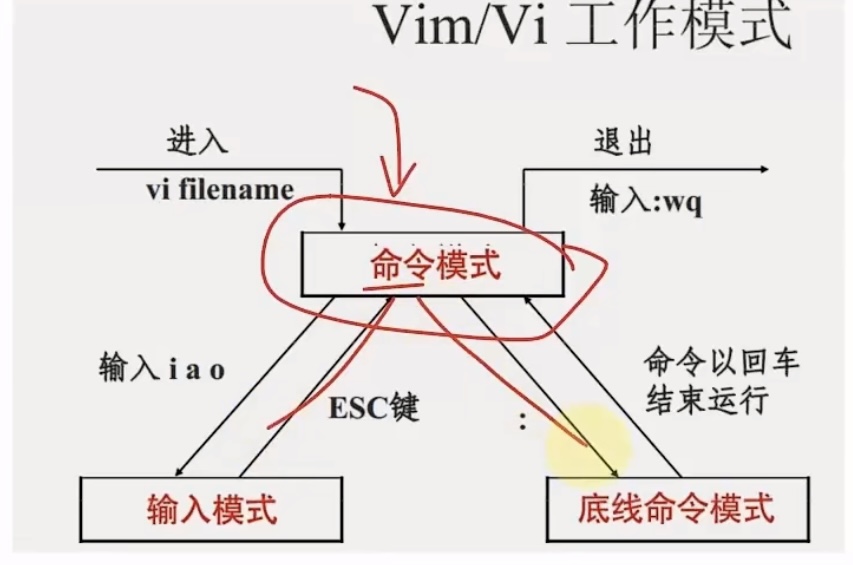 Vim/Vi 工作模式
进入
退出
vi filename
输入:wq
命令模式
输入 i a o
命令以回车
结束运行
ESC键
:
输入模式
底线命令模式